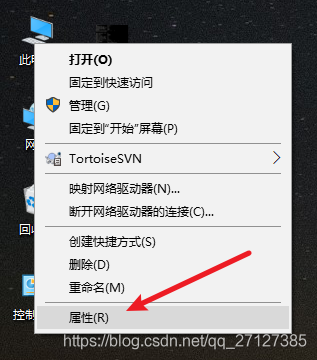 打开(O)
此
固定到快速访问
管理(G)
固定到"开始"屏幕(P)
网
TortoiseSVN
映射网络驱动器(N)...
断开网络驱动器的连接(C)...
回收
创建快捷方式(S)
删除(D)
重命名(M)
控制
属性(R)
https://blog.csdn.net/qq_27127385